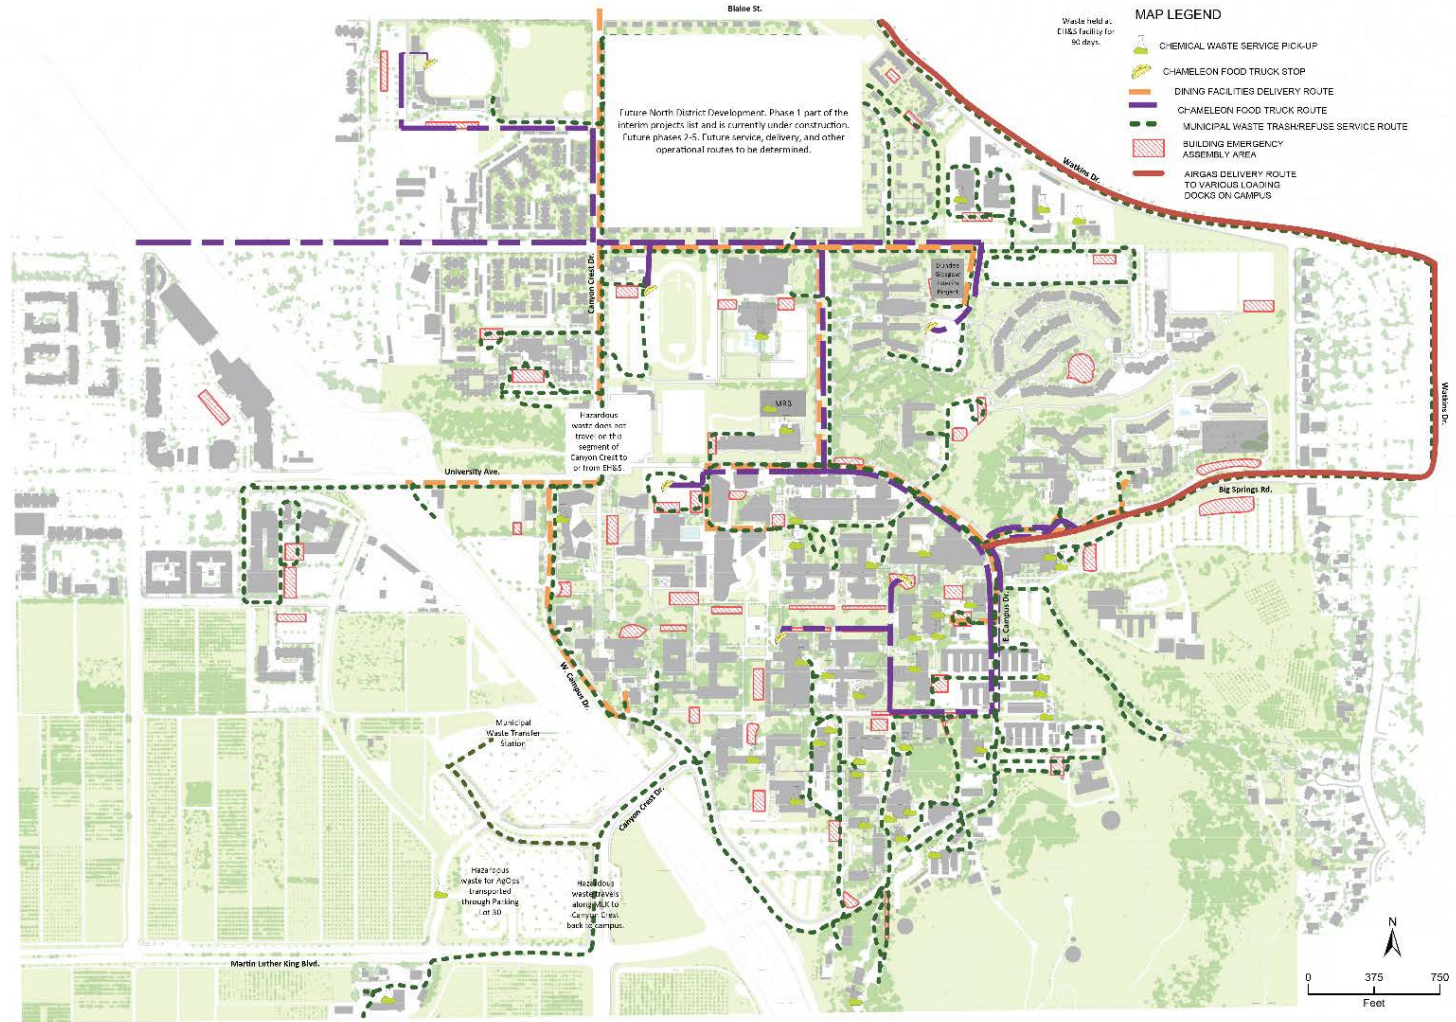 Blaine St.
Waste held at
EH&S facility for
90 days.
MAP LEGEND
CHEMICAL WASTE SERVICE PICK-UP
CHAMELEON FOOD TRUCK STOP
DINING FACILITIES DELIVERY ROUTE
CHAMELEON FOOD TRUCK ROUTE
MUNICIPAL WASTE TRASH/REFUSE SERVICE ROUTE
BUILDING EMERGENCY
ASSEMBLY AREA
AIRGAS DELIVERY ROUTE
TO VARIOUS LOADING
DOCKS ON CAMPUS
Future North District Development. Phase 1 part of the
interim projects list and is currently under construction.
Future phases 2-5. Future service, delivery, and other
operational routes to be determined.
Watkins Dr.
Canyon Crest Dr.
Dundee
Glasgow
Interim
Project
MRB
Watkins Dr.
Hazardous
waste does not
travel on this
segment of
Canyon Crest to
or from EH&S.
University Ave.
Big Springs Rd.
E. Campus Dr.
W. Campus Dr.
Municipal
Waste Transfer
Station
Canyon Crest Dr.
Hazardous
waste for AgOps
transported
through Parking
Lot 30
Hazardous
waste travels
along MLK to
Canyon Crest
back to campus.
Martin Luther King Blvd.
N
0 375 750
Feet